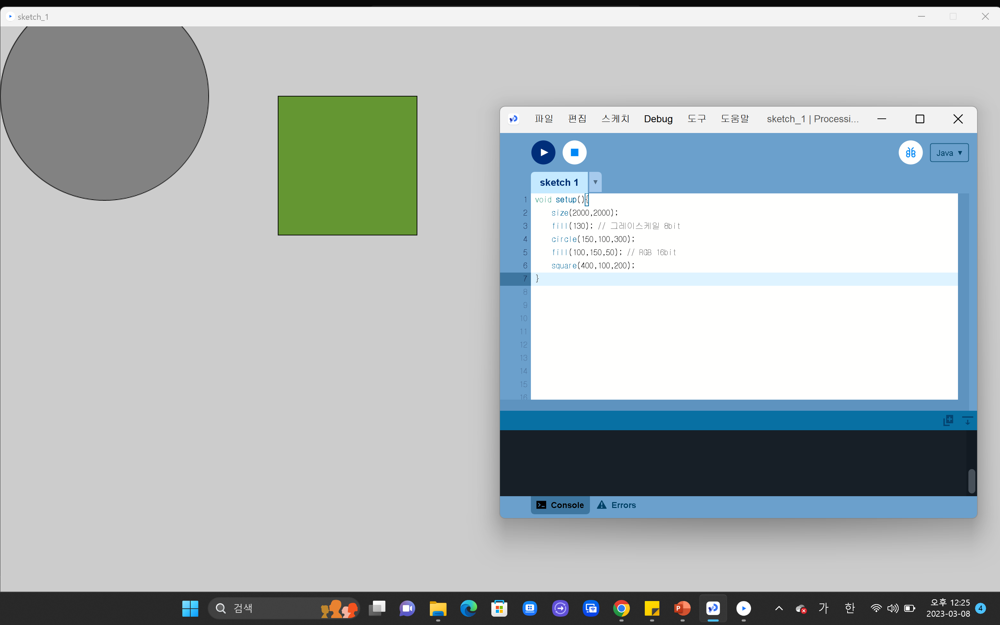 sketch_1
파일 편집 스케치 Debug 도구 도움말 sketch_1 | Processi...
Java
sketch 1
1 void setup(){
2 size(2000,2000);
3 fill(130); // 그레이스케일 8bit
4 circle(150,100,300);
5 fill(100,150,50); // RGB 16bit
6 square(400,100,200);
7 }
8
9
10
11
12
13
14
15
16
Console Errors
검색
P
가 한
오후 12:25
2023-03-08
4